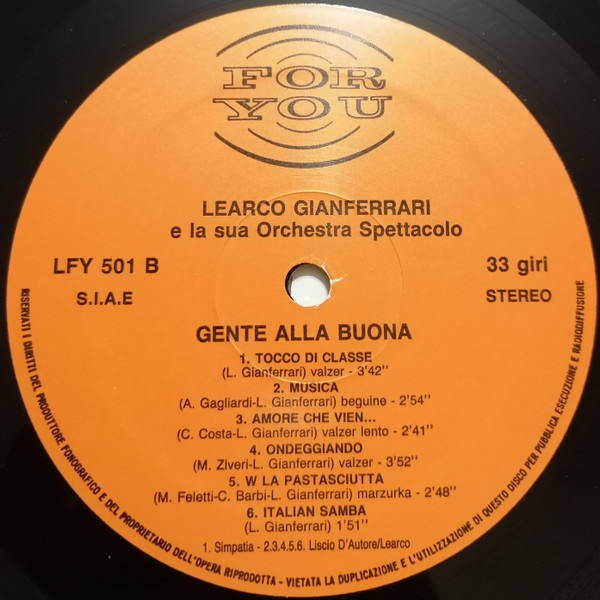 FOR
YOU
LEARCO GIANFERRARI
e la sua Orchestra Spettacolo
LFY 501 B
33 giri
S.I.A.E
STEREO
GENTE ALLA BUONA
1. TOCCO DI CLASSE
(L. Gianferrari) valzer - 3'42"
2. MUSICA
(A. Gagliardi-L. Gianferrari) beguine - 2'54"
3. AMORE CHE VIEN...
(C. Costa-L. Gianferrari) valzer lento - 2'41"
4. ONDEGGIANDO
(M. Ziveri-L. Gianferrari) valzer - 3'52"
5. W LA PASTASCIUTTA
(M. Feletti-C. Barbi-L. Gianferrari) marzurka - 2'48"
6. ITALIAN SAMBA
(L. Gianferrari) 1'51"
1. Simpatia - 2.3.4.5.6. Liscio D'Autore/Learco
RISERVATI I DIRITTI DEL PRODUTTORE FONOGRAFICO E DEL PROPRIETARIO DELL'OPERA RIPRODOTTA - VIETATA LA DUPLICAZIONE E L'UTILIZZAZIONE DI QUESTO DISCO PER PUBBLICA ESECUZIONE E RADIODIFFUSIONE